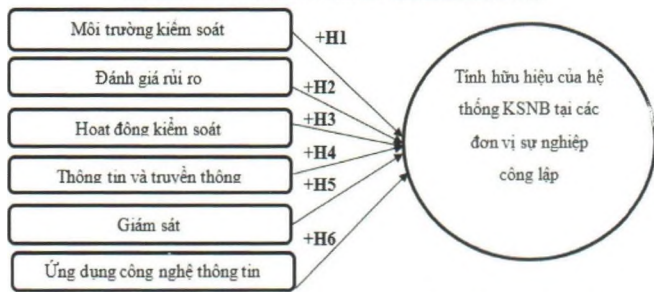 Môi trường kiểm soát
+H1
Đánh giá rủi ro
+H2
Hoạt động kiểm soát
+H3
Thông tin và truyền thông
+H4
Giám sát
+H5
Ứng dụng công nghệ thông tin
+H6
Tính hữu hiệu của hệ
thống KSNB tại các
đơn vị sự nghiệp
công lập